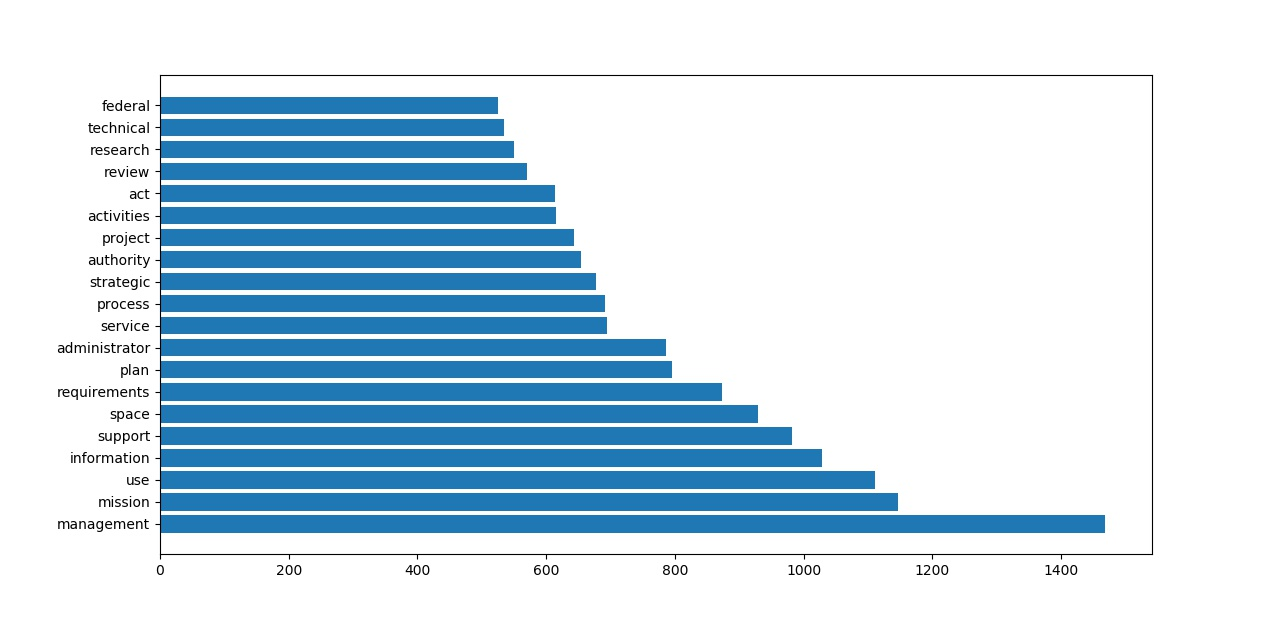 federal
technical
research
review
act
activities
project
authority
strategic
process
service
administrator
plan
requirements
space
support
information
use
mission
management
0 200 400 600 800 1000 1200 1400